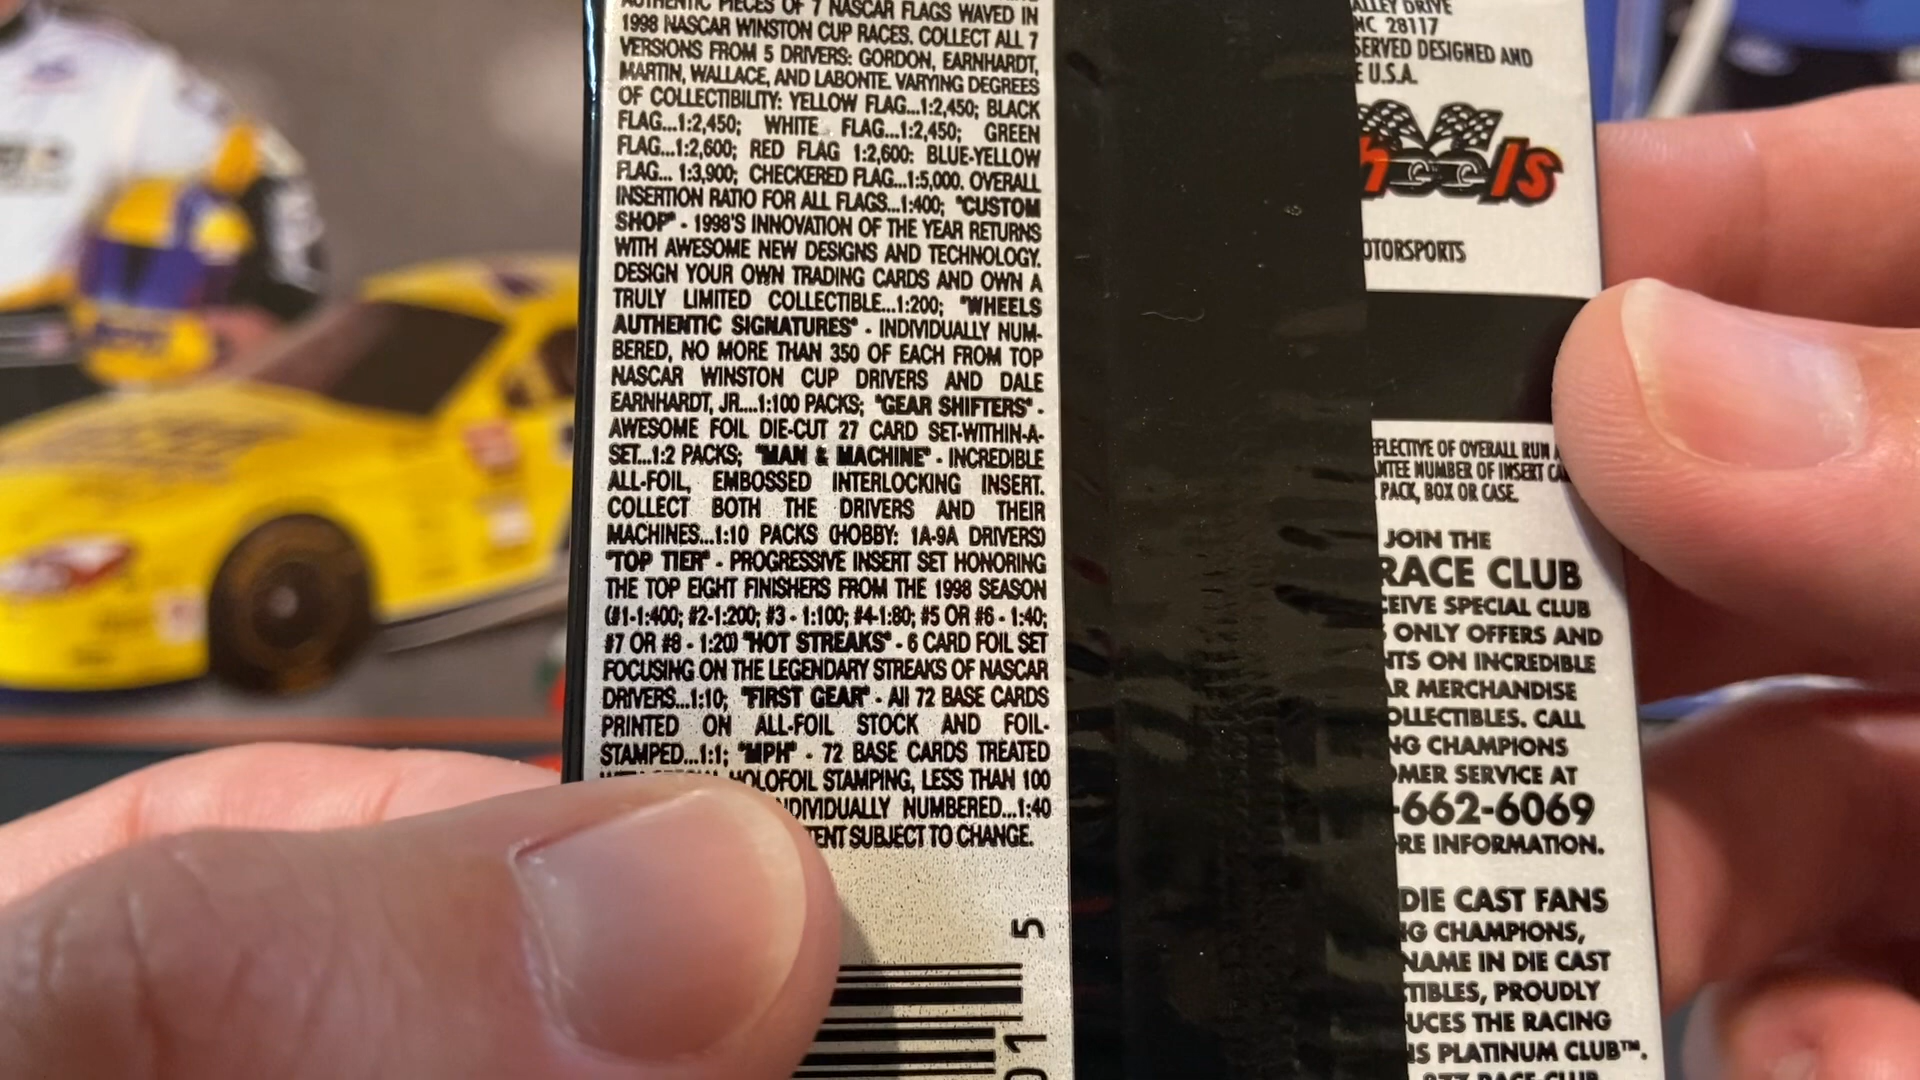 AUTHENTIC PIECES OF 7 NASCAR FLAGS WAVED IN
1998 NASCAR WINSTON CUP RACES. COLLECT ALL 7
VERSIONS FROM 5 DRIVERS: GORDON, EARNHARDT,
MARTIN, WALLACE, AND LABONTE. VARYING DEGREES
OF COLLECTIBILITY: YELLOW FLAG...1:2,450; BLACK
FLAG...1:2,450; WHITE FLAG...1:2,450; GREEN
FLAG...1:2,600; RED FLAG 1:2,600: BLUE-YELLOW
FLAG... 1:3,900; CHECKERED FLAG...1:5,000. OVERALL
INSERTION RATIO FOR ALL FLAGS...1:400; "CUSTOM
SHOP" - 1998'S INNOVATION OF THE YEAR RETURNS
WITH AWESOME NEW DESIGNS AND TECHNOLOGY.
DESIGN YOUR OWN TRADING CARDS AND OWN A
TRULY LIMITED COLLECTIBLE...1:200; "WHEELS
AUTHENTIC SIGNATURES" - INDIVIDUALLY NUM-
BERED, NO MORE THAN 350 OF EACH FROM TOP
NASCAR WINSTON CUP DRIVERS AND DALE
EARNHARDT, JR....1:100 PACKS; "GEAR SHIFTERS" -
AWESOME FOIL DIE-CUT 27 CARD SET-WITHIN-A-
SET...1:2 PACKS; "MAN & MACHINE" - INCREDIBLE
ALL-FOIL, EMBOSSED INTERLOCKING INSERT.
COLLECT BOTH THE DRIVERS AND THEIR
MACHINES...1:10 PACKS (HOBBY: 1A-9A DRIVERS)
"TOP TIER" - PROGRESSIVE INSERT SET HONORING
THE TOP EIGHT FINISHERS FROM THE 1998 SEASON
(#1-1:400; #2-1:200; #3 - 1:100; #4-1:80; #5 OR #6 - 1:40;
#7 OR #8 - 1:20) "HOT STREAKS" - 6 CARD FOIL SET
FOCUSING ON THE LEGENDARY STREAKS OF NASCAR
DRIVERS...1:10; "FIRST GEAR" - All 72 BASE CARDS
PRINTED ON ALL-FOIL STOCK AND FOIL-
STAMPED...1:1; "MPH" - 72 BASE CARDS TREATED
HOLOFOIL STAMPING, LESS THAN 100
NDIVIDUALLY NUMBERED...1:40
ENT SUBJECT TO CHANGE.
5
01
ALLEY DRIVE
NC 28117
SERVED DESIGNED AND
E U.S.A.
ls
OTORSPORTS
EFLECTIVE OF OVERALL RUN
NTEE NUMBER OF INSERT CA
PACK, BOX OR CASE.
JOIN THE
RACE CLUB
CEIVE SPECIAL CLUB
ONLY OFFERS AND
NTS ON INCREDIBLE
AR MERCHANDISE
OLLECTIBLES. CALL
NG CHAMPIONS
OMER SERVICE AT
-662-6069
RE INFORMATION.
DIE CAST FANS
NG CHAMPIONS,
NAME IN DIE CAST
TIBLES, PROUDLY
UCES THE RACING
NS PLATINUM CLUB™.